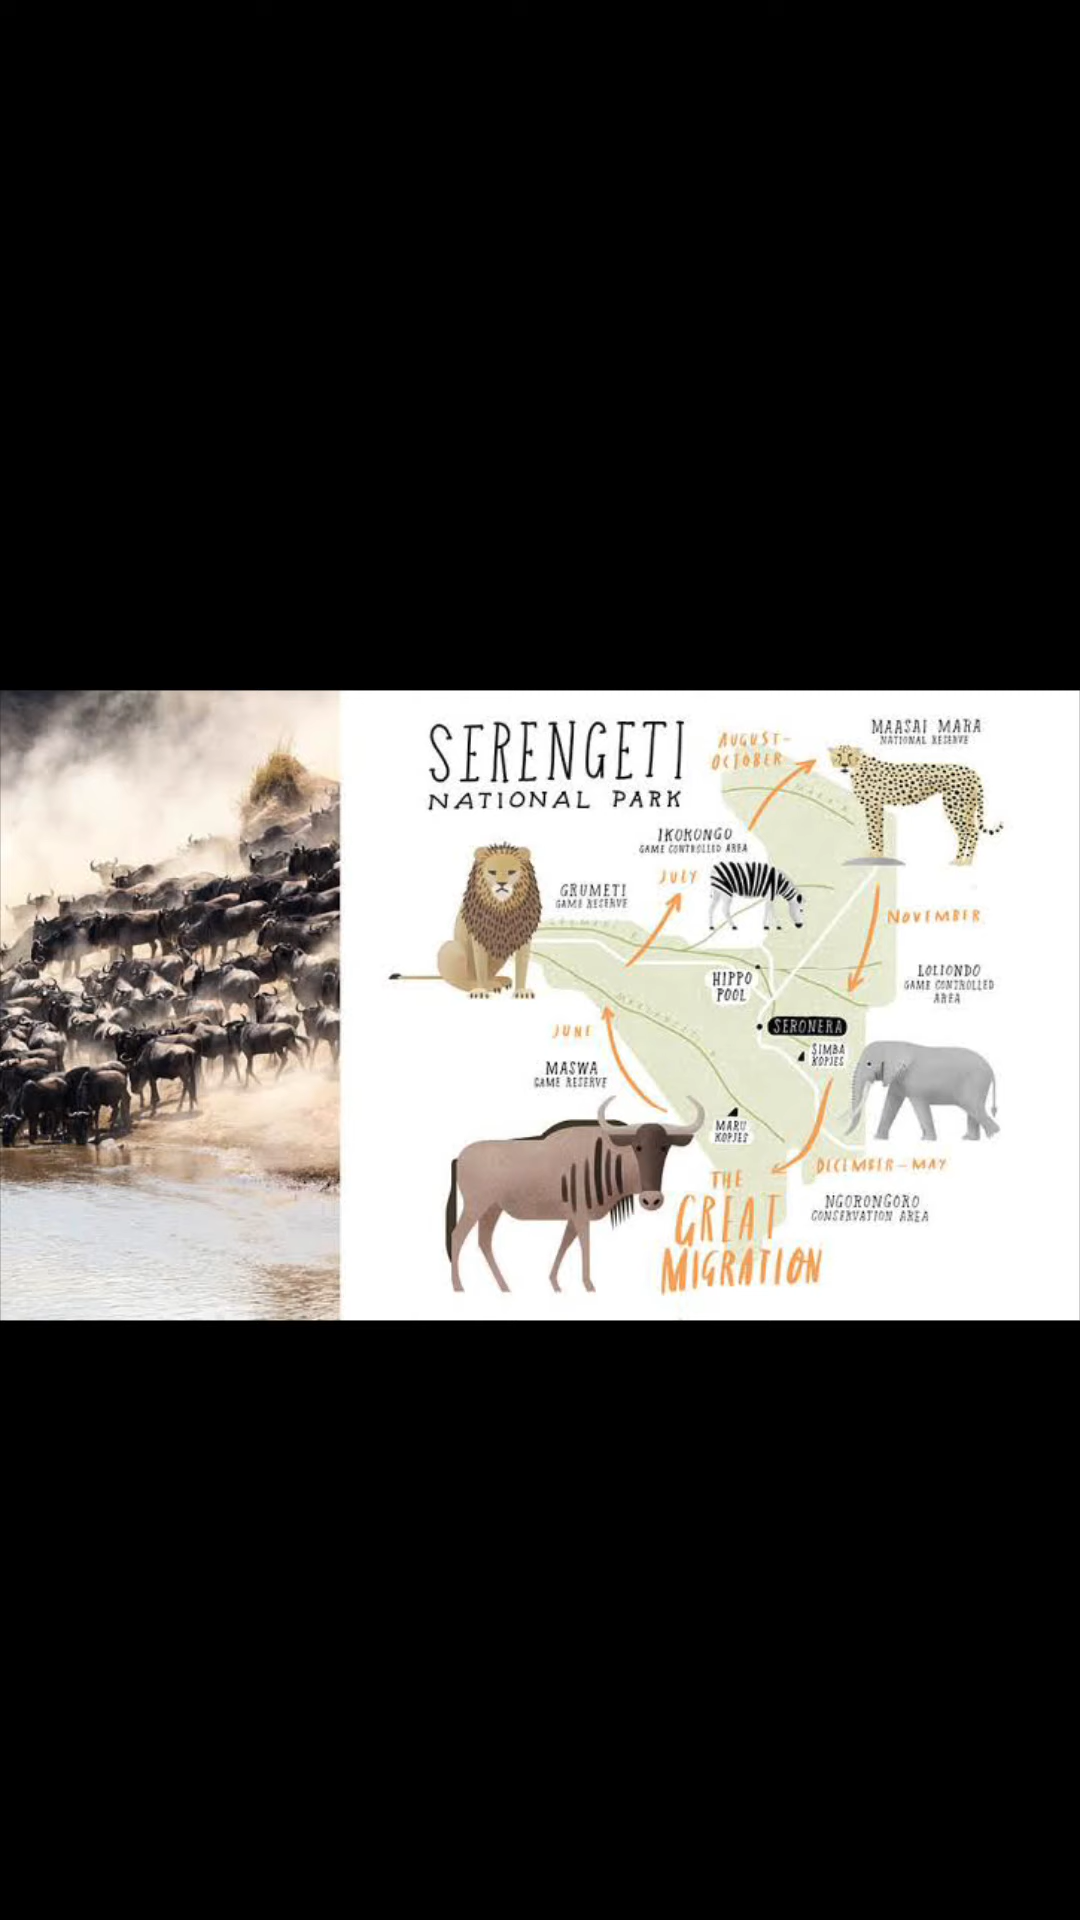 SERENGETI
NATIONAL PARK
AUGUST-
OCTOBER
MAASAI MARA
NATIONAL RESERVE
IKORONGO
GAME CONTROLLED AREA
JULY
GRUMETI
GAME RESERVE
NOVEMBER
LOLIONDO
GAME CONTROLLED
AREA
HIPPO
POOL
SERONERA
SIMBA
KOPJES
JUNE
MASWA
GAME RESERVE
MARU
KOPJES
DECEMBER-MAY
NGORONGORO
CONSERVATION AREA
THE
GREAT
MIGRATION